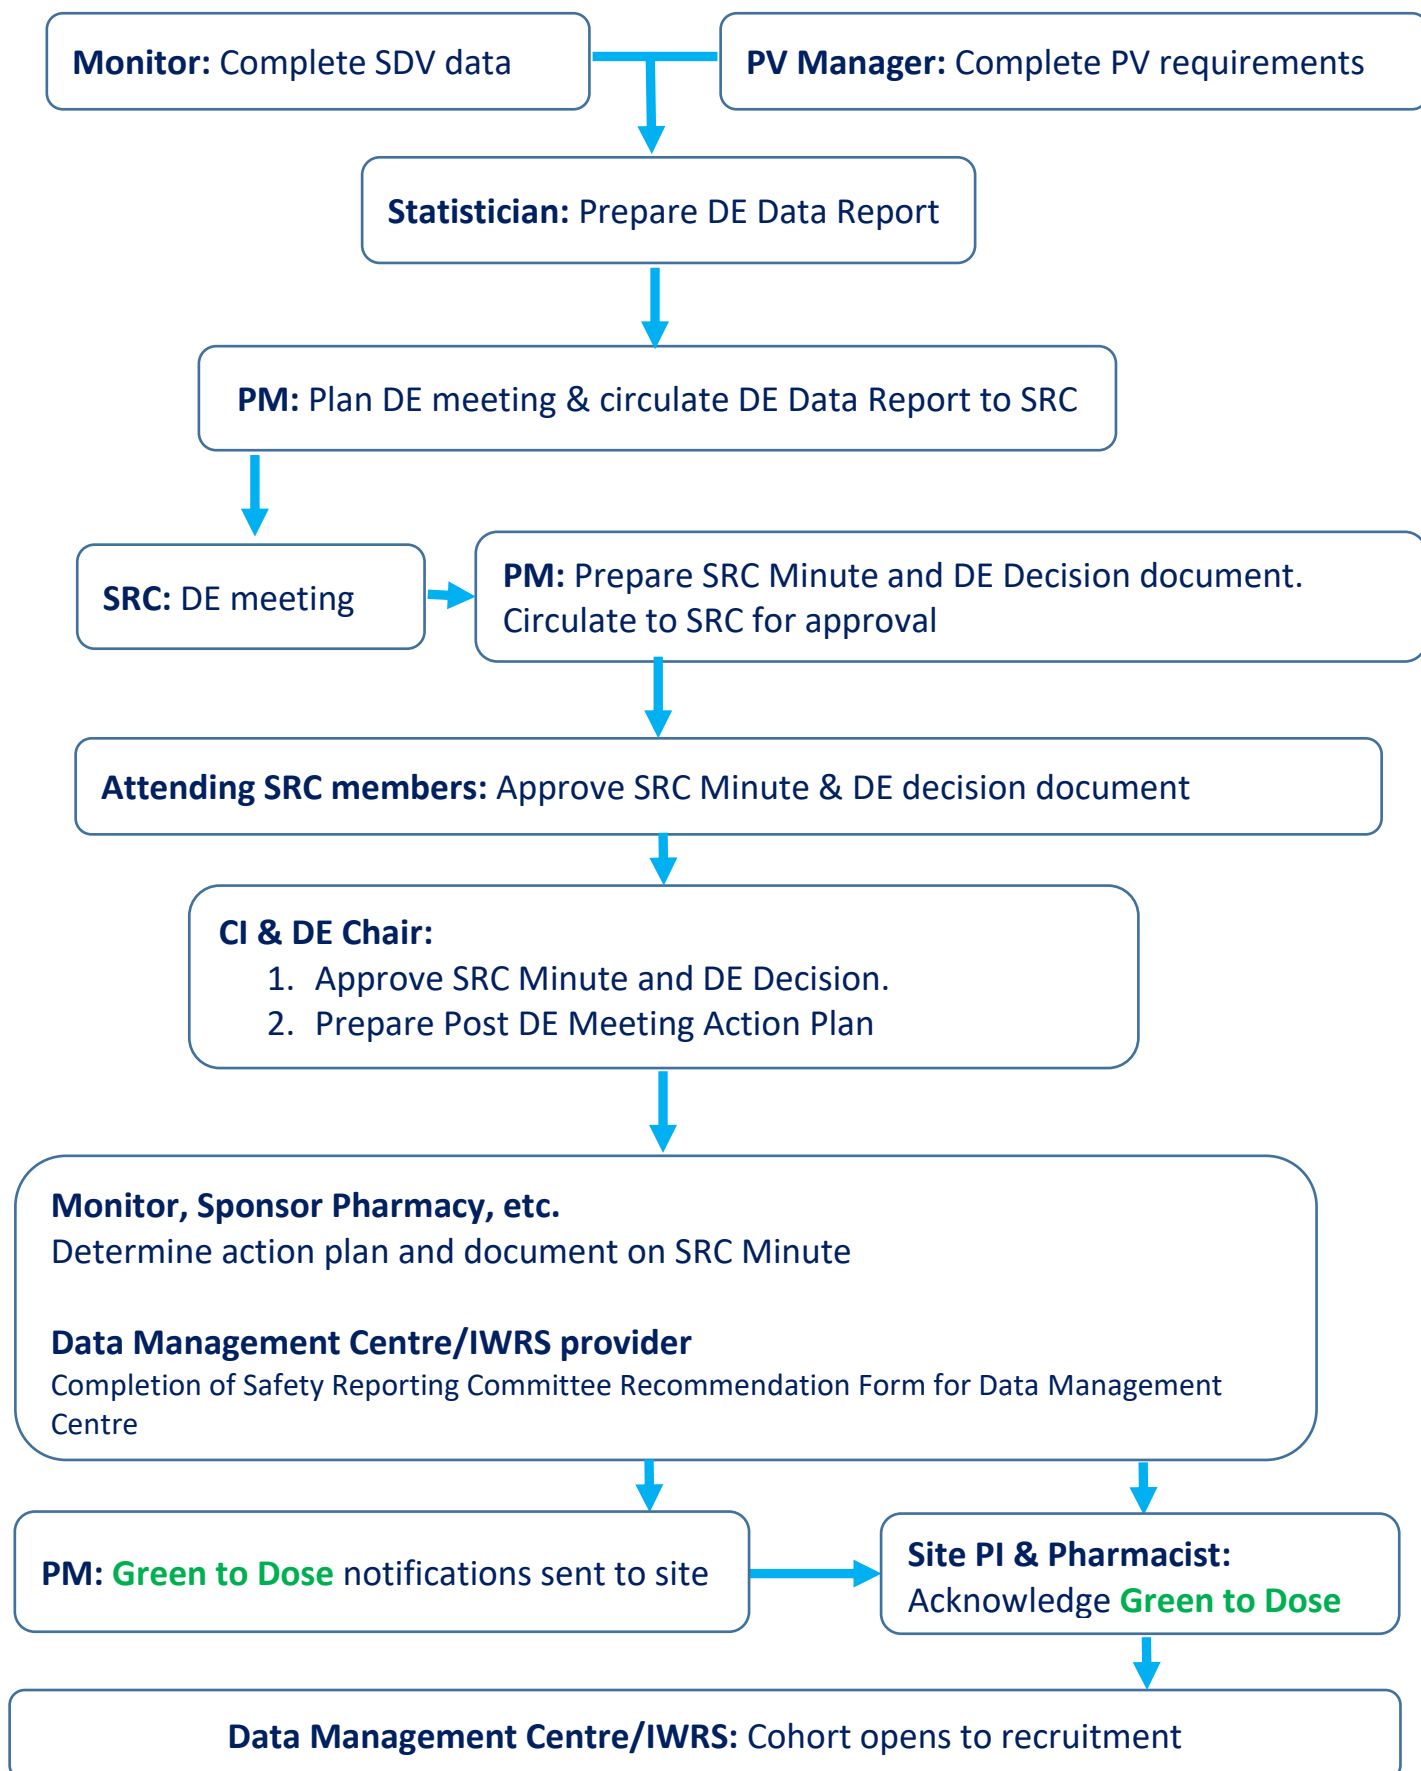 Monitor: Complete SDV data
PV Manager: Complete PV requirements
Statistician: Prepare DE Data Report
PM: Plan DE meeting & circulate DE Data Report to SRC
SRC: DE meeting
PM: Prepare SRC Minute and DE Decision document.
Circulate to SRC for approval
Attending SRC members: Approve SRC Minute & DE decision document
CI & DE Chair:
1. Approve SRC Minute and DE Decision.
2. Prepare Post DE Meeting Action Plan
Monitor, Sponsor Pharmacy, etc.
Determine action plan and document on SRC Minute
Data Management Centre/IWRS provider
Completion of Safety Reporting Committee Recommendation Form for Data Management
Centre
PM: Green to Dose notifications sent to site
Site PI & Pharmacist:
Acknowledge Green to Dose
Data Management Centre/IWRS: Cohort opens to recruitment